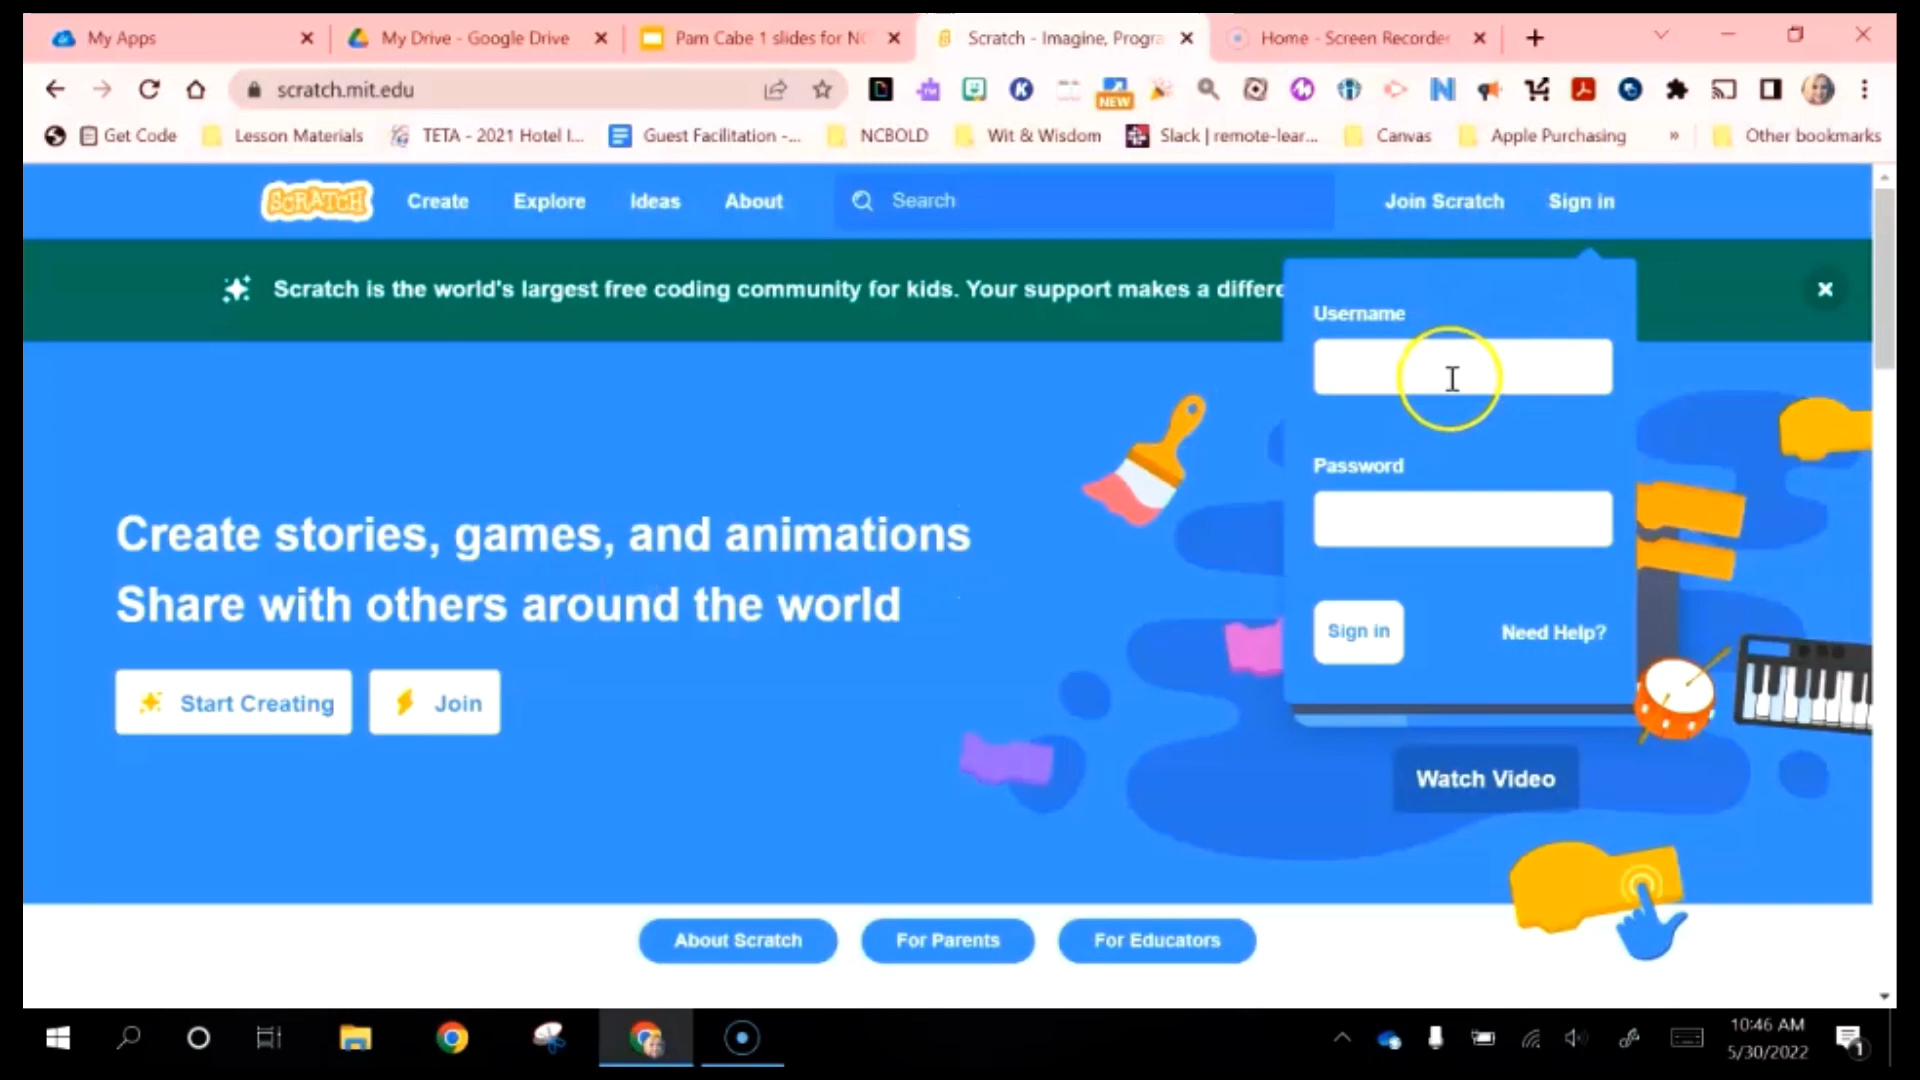 My Apps
My Drive - Google Drive
Pam Cabe 1 slides for NC
Scratch - Imagine, Progra
Home - Screen Recorder
scratch.mit.edu
NEW
Get Code
Lesson Materials
TETA - 2021 Hotel I...
Guest Facilitation -...
NCBOLD
Wit & Wisdom
Slack | remote-lear...
Canvas
Apple Purchasing
»
Other bookmarks
SCRATCH
Create
Explore
Ideas
About
Search
Join Scratch
Sign in
Scratch is the world's largest free coding community for kids. Your support makes a differe
Username
Password
Sign in
Need Help?
Create stories, games, and animations
Share with others around the world
Start Creating
Join
Watch Video
About Scratch
For Parents
For Educators
10:46 AM
5/30/2022
1